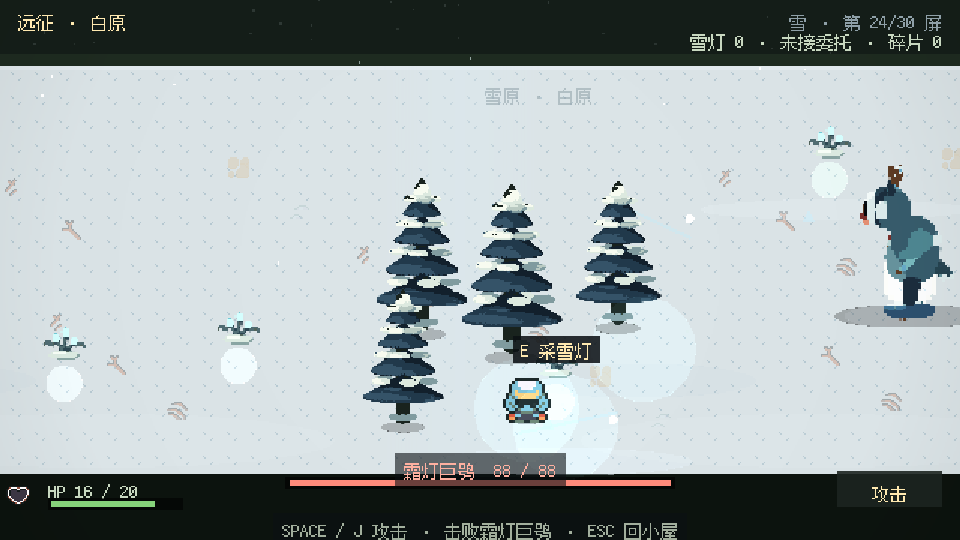 远征 · 白原
雪 · 第 24/30 屏
雪灯 0 · 未接委托 · 碎片 0
雪原 · 白原
E 采雪灯
霜灯巨鸮 88 / 88
HP 16 / 20
攻击
SPACE / J 攻击 · 击败霜灯巨鸮 · ESC 回小屋